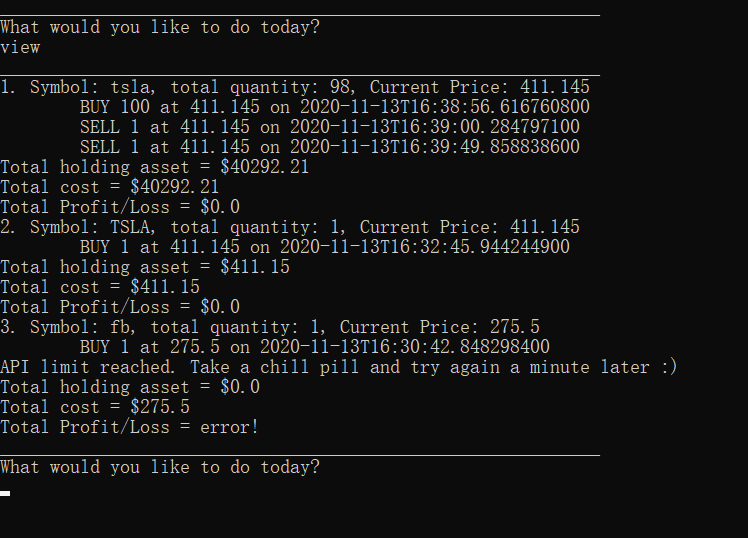 What would you like to do today?
view
1. Symbol: tsla, total quantity: 98, Current Price: 411.145
BUY 100 at 411.145 on 2020-11-13T16:38:56.616760800
SELL 1 at 411.145 on 2020-11-13T16:39:00.284797100
SELL 1 at 411.145 on 2020-11-13T16:39:49.858838600
Total holding asset = $40292.21
Total cost = $40292.21
Total Profit/Loss = $0.0
2. Symbol: TSLA, total quantity: 1, Current Price: 411.145
BUY 1 at 411.145 on 2020-11-13T16:32:45.944244900
Total holding asset = $411.15
Total cost = $411.15
Total Profit/Loss = $0.0
3. Symbol: fb, total quantity: 1, Current Price: 275.5
BUY 1 at 275.5 on 2020-11-13T16:30:42.848298400
API limit reached. Take a chill pill and try again a minute later :)
Total holding asset = $0.0
Total cost = $275.5
Total Profit/Loss = error!
What would you like to do today?